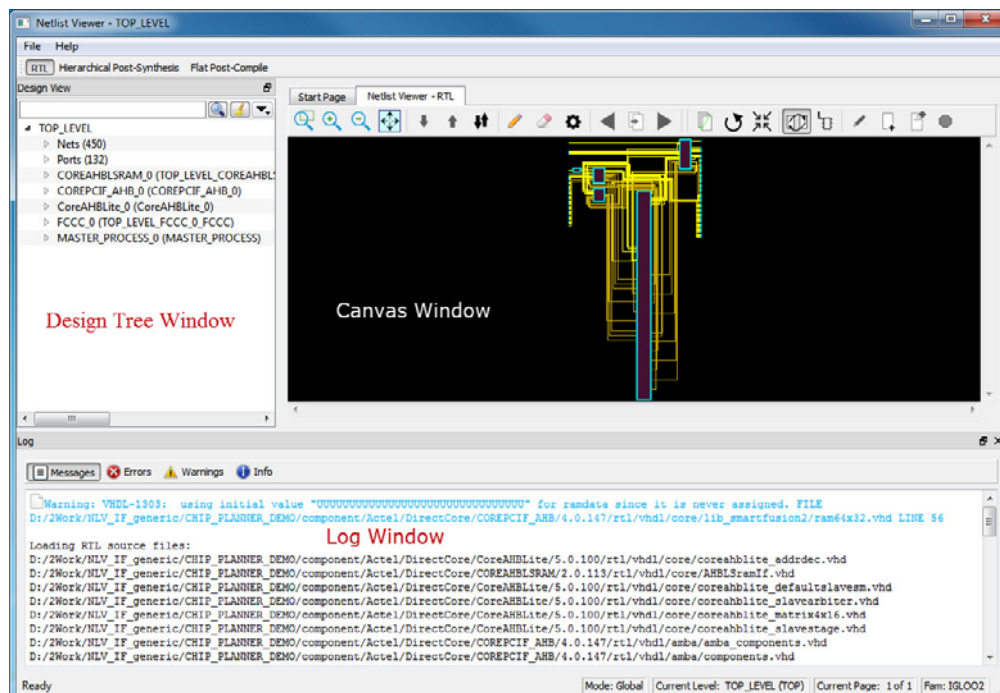 Netlist Viewer - TOP_LEVEL
File Help
RTL Hierarchical Post-Synthesis Flat Post-Compile
Design View
Start Page
Netlist Viewer - RTL
TOP_LEVEL
Nets (450)
Ports (132)
COREAHBLSRAM_0 (TOP_LEVEL_COREAHBLS
COREPCIF_AHB_0 (COREPCIF_AHB_0)
CoreAHBLite_0 (CoreAHBLite_0)
FCCC_0 (TOP_LEVEL_FCCC_0_FCCC)
MASTER_PROCESS_0 (MASTER_PROCESS)
Design Tree Window
Canvas Window
Log
Messages Errors Warnings Info
Warning: VHDL-1303: using initial value "UUUUUUUUUUUUUUUUUUUUUUUUUUUUUUUU" for ramdata since it is never assigned. FILE
D:/2Work/NLV_IF_generic/CHIP_PLANNER_DEMO/component/Actel/DirectCore/COREPCIF_AHB/4.0.147/rtl/vhdl/core/lib_smartfusion2/ram64x32.vhd LINE 56
Log Window
Loading RTL source files:
D:/2Work/NLV_IF_generic/CHIP_PLANNER_DEMO/component/Actel/DirectCore/CoreAHBLite/5.0.100/rtl/vhdl/core/coreahblite_addrdec.vhd
D:/2Work/NLV_IF_generic/CHIP_PLANNER_DEMO/component/Actel/DirectCore/COREAHBLSRAM/2.0.113/rtl/vhdl/core/AHBLSramIf.vhd
D:/2Work/NLV_IF_generic/CHIP_PLANNER_DEMO/component/Actel/DirectCore/CoreAHBLite/5.0.100/rtl/vhdl/core/coreahblite_defaultslavesm.vhd
D:/2Work/NLV_IF_generic/CHIP_PLANNER_DEMO/component/Actel/DirectCore/CoreAHBLite/5.0.100/rtl/vhdl/core/coreahblite_slavearbiter.vhd
D:/2Work/NLV_IF_generic/CHIP_PLANNER_DEMO/component/Actel/DirectCore/CoreAHBLite/5.0.100/rtl/vhdl/core/coreahblite_matrix4x16.vhd
D:/2Work/NLV_IF_generic/CHIP_PLANNER_DEMO/component/Actel/DirectCore/CoreAHBLite/5.0.100/rtl/vhdl/core/coreahblite_slavestage.vhd
D:/2Work/NLV_IF_generic/CHIP_PLANNER_DEMO/component/Actel/DirectCore/COREPCIF_AHB/4.0.147/rtl/vhdl/amba/amba_components.vhd
D:/2Work/NLV_IF_generic/CHIP_PLANNER_DEMO/component/Actel/DirectCore/COREPCIF_AHB/4.0.147/rtl/vhdl/amba/components.vhd
Ready
Mode: Global Current Level: TOP_LEVEL (TOP) Current Page: 1 of 1 Fam: IGLOO2